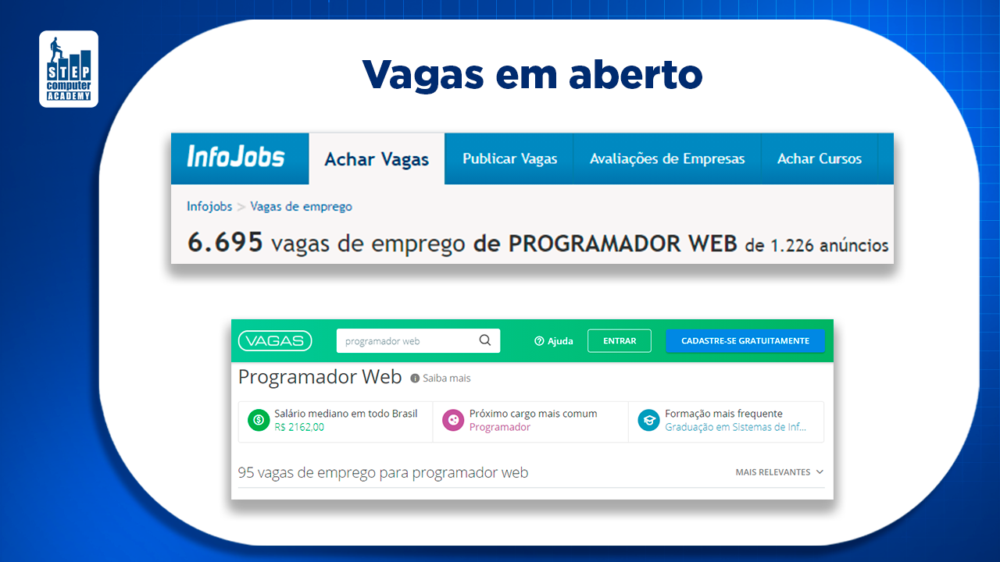 STEP
computer
ACADEMY
Vagas em aberto
InfoJobs Achar Vagas Publicar Vagas Avaliações de Empresas Achar Cursos
Infojobs > Vagas de emprego
6.695 vagas de emprego de PROGRAMADOR WEB de 1.226 anúncios
VAGAS programador web Ajuda ENTRAR CADASTRE-SE GRATUITAMENTE
Programador Web Saiba mais
Salário mediano em todo Brasil Próximo cargo mais comum Formação mais frequente
R$ 2162,00 Programador Graduação em Sistemas de Inf...
95 vagas de emprego para programador web MAIS RELEVANTES